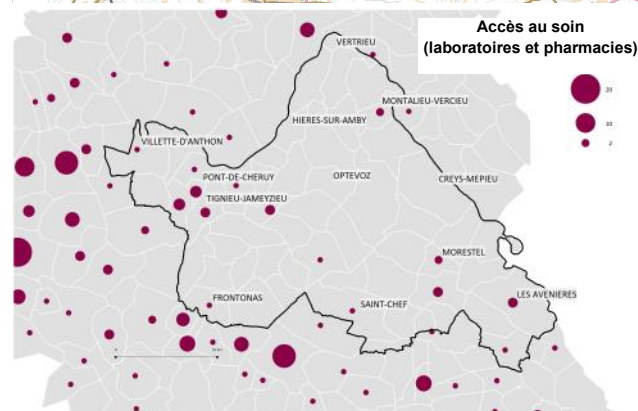 Accès au soin
(laboratoires et pharmacies)
20
10
2
VERTRIEU
MONTALIEU-VERCIEU
HIERES-SUR-AMBY
VILLETTE-D'ANTHON
PONT-DE-CHERUY
OPTEVOZ
CREYS-MEPIEU
TIGNIEU-JAMEYZIEU
MORESTEL
LES AVENIERES
FRONTONAS
SAINT-CHEF